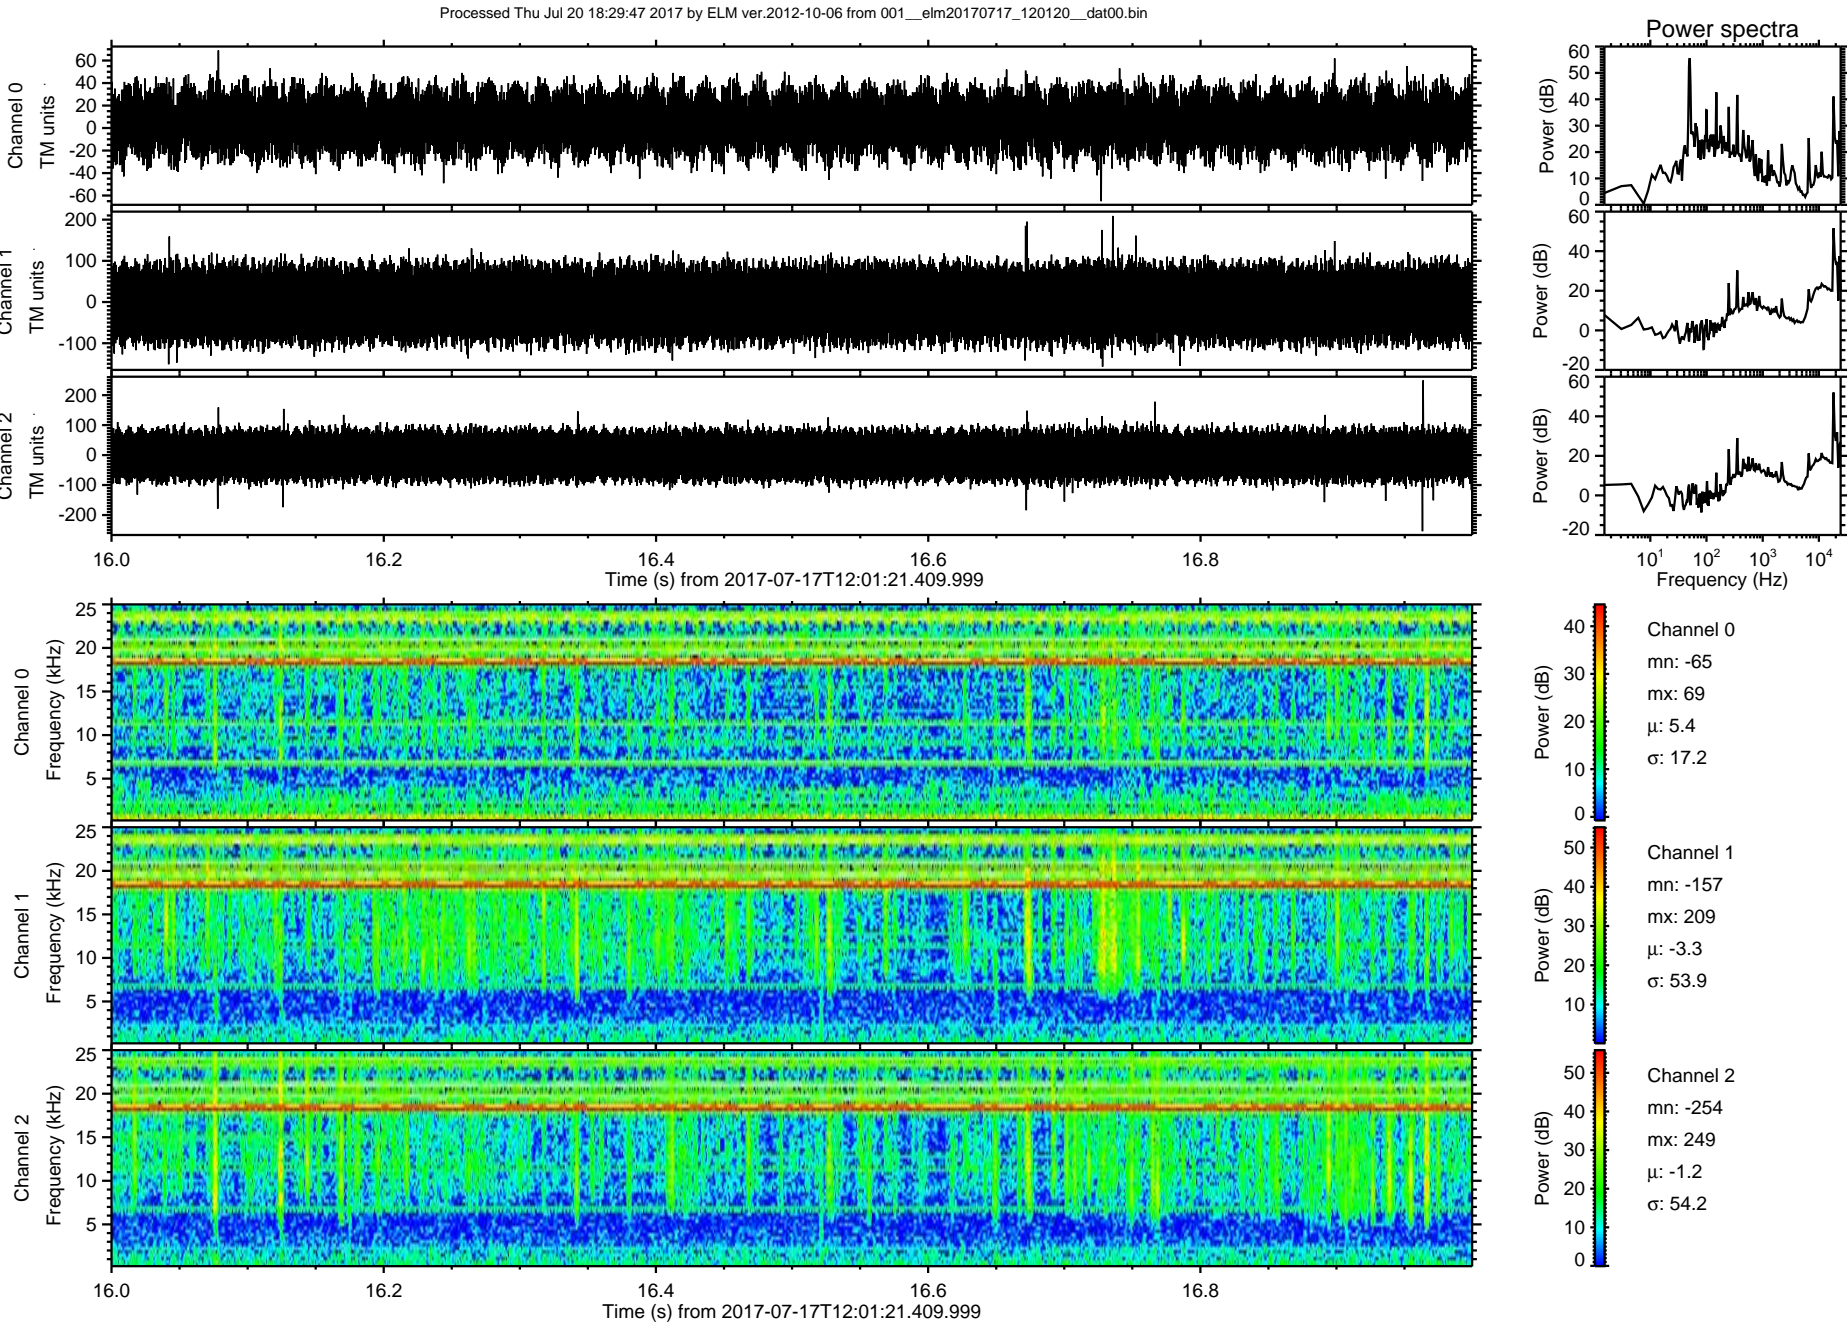 Processed Thu Jul 20 18:29:47 2017 by ELM ver.2012-10-06 from 001__elm20170717_120120__dat00.bin
Power spectra
Channel 0
TM units
60
40
20
0
-20
-40
-60
Power (dB)
60
50
40
30
20
10
0
Channel 1
TM units
200
100
0
-100
Power (dB)
60
40
20
0
-20
Channel 2
TM units
200
100
0
-100
-200
Power (dB)
60
40
20
0
-20
16.0 16.2 16.4 16.6 16.8
Time (s) from 2017-07-17T12:01:21.409.999
10¹ 10² 10³ 10⁴
Frequency (Hz)
Channel 0
Frequency (kHz)
25
20
15
10
5
Power (dB)
40
30
20
10
0
Channel 0
mn: -65
mx: 69
μ: 5.4
σ: 17.2
Channel 1
Frequency (kHz)
25
20
15
10
5
Power (dB)
50
40
30
20
10
Channel 1
mn: -157
mx: 209
μ: -3.3
σ: 53.9
Channel 2
Frequency (kHz)
25
20
15
10
5
Power (dB)
50
40
30
20
10
0
Channel 2
mn: -254
mx: 249
μ: -1.2
σ: 54.2
16.0 16.2 16.4 16.6 16.8
Time (s) from 2017-07-17T12:01:21.409.999